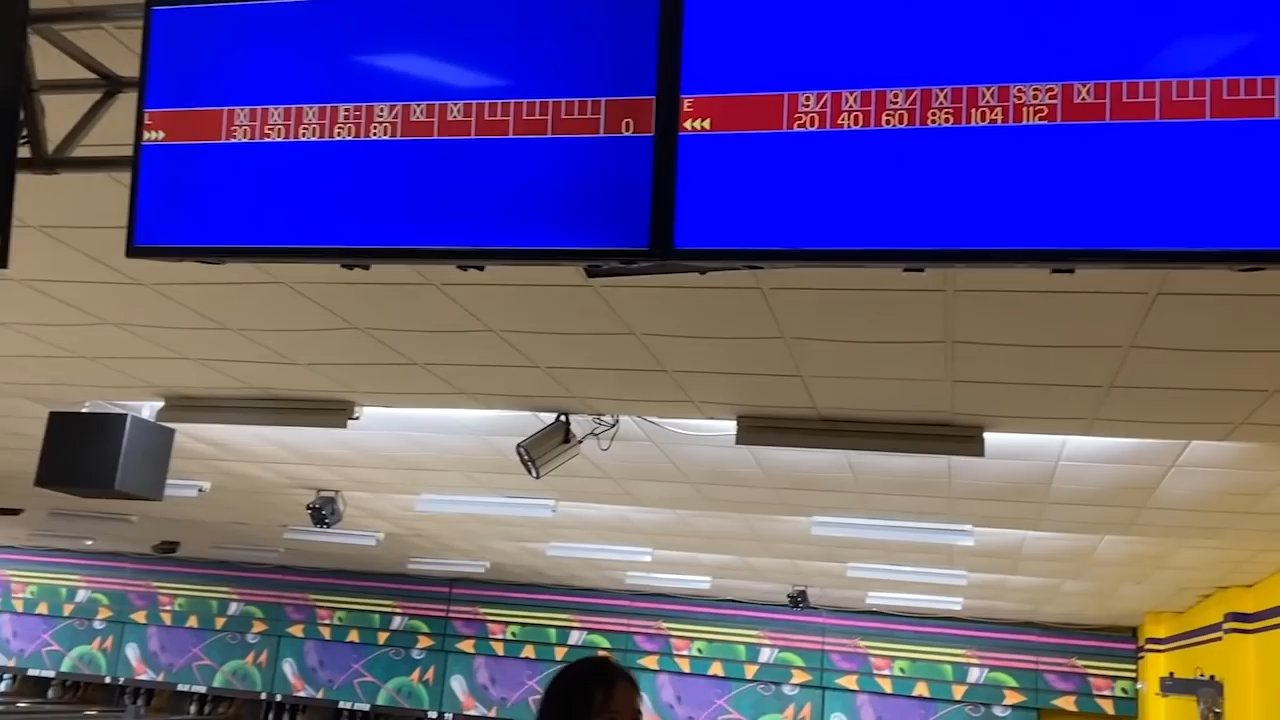 L X X X F- 9/ X X
30 50 60 60 80 0
E 9/ X 9/ X X S62 X
20 40 60 86 104 112